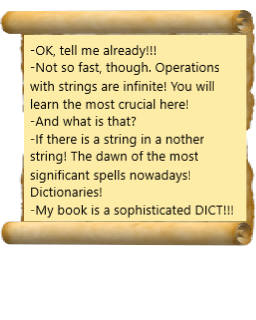 -OK, tell me already!!!
-Not so fast, though. Operations
with strings are infinite! You will
learn the most crucial here!
-And what is that?
-If there is a string in a nother
string! The dawn of the most
significant spells nowadays!
Dictionaries!
-My book is a sophisticated DICT!!!